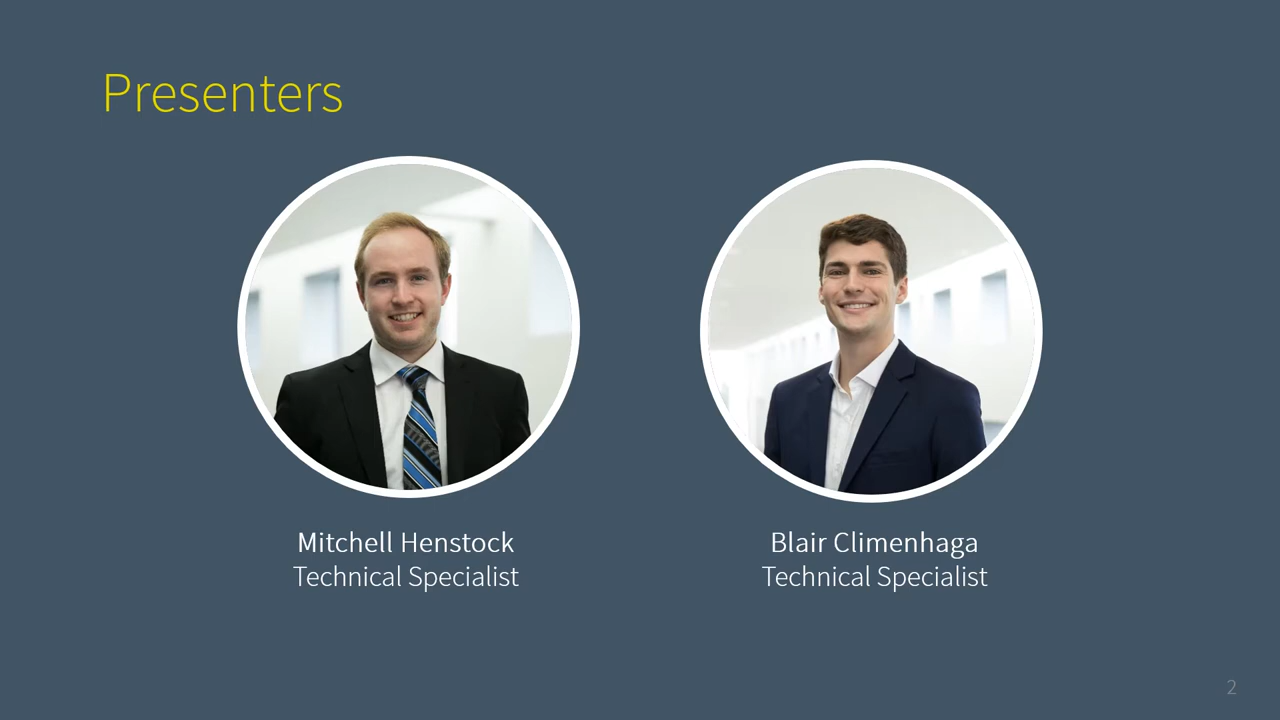 Presenters
Mitchell Henstock
Technical Specialist
Blair Climenhaga
Technical Specialist
2